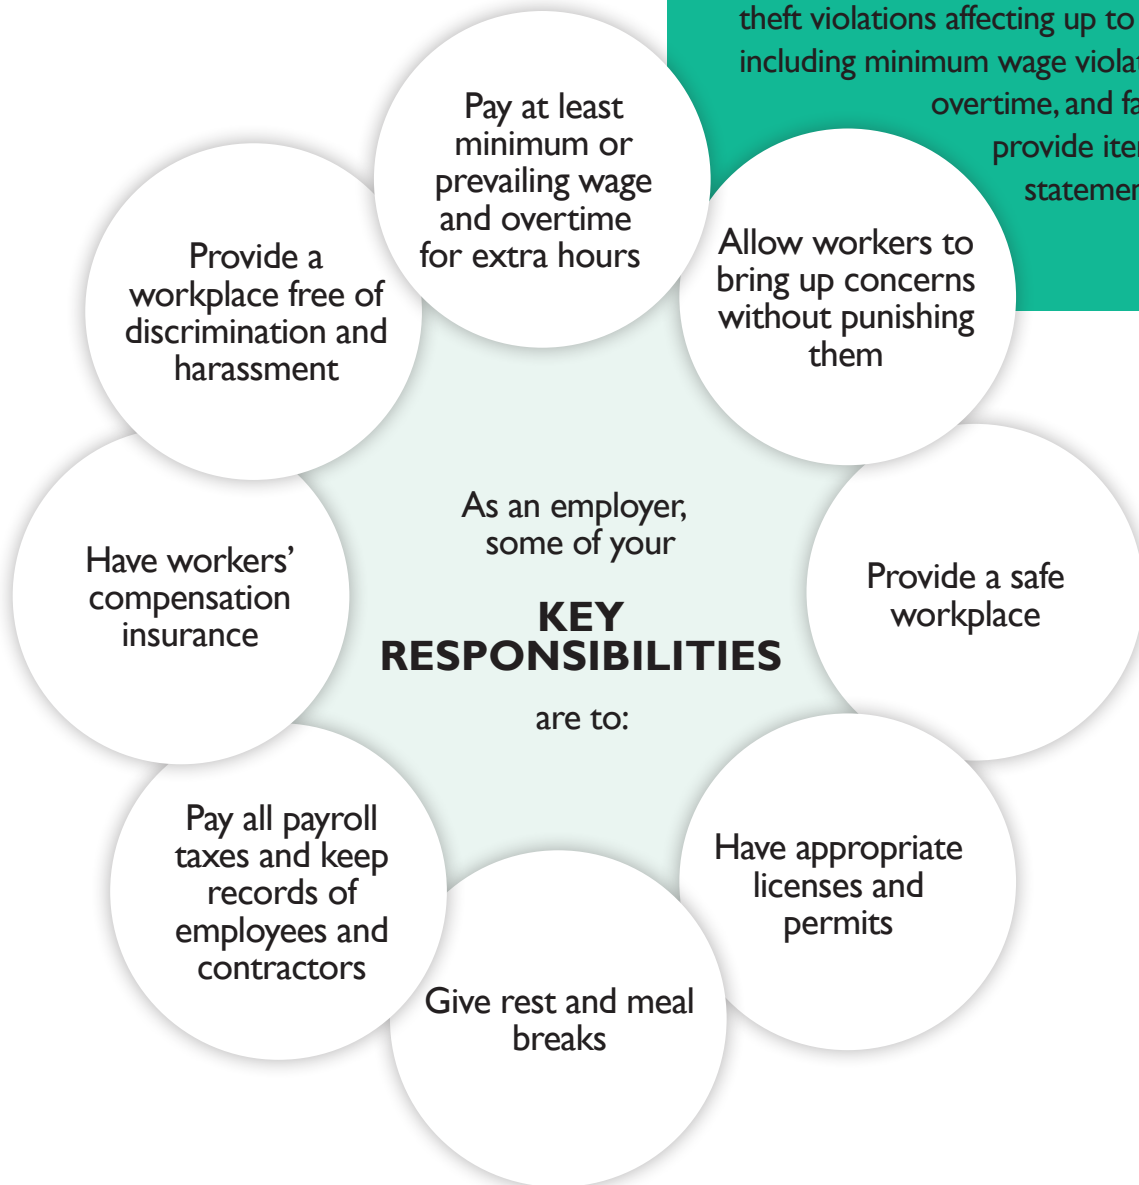 theft violations affecting up to
including minimum wage
overtime, and
provide
Pay at least
minimum or
prevailing wage
and overtime
for extra hours
Allow workers to
bring up concerns
without punishing
them
Provide a safe
workplace
Have appropriate
licenses and
permits
Give rest and meal
breaks
Pay all payroll
taxes and keep
records of
employees and
contractors
Have workers’
compensation
insurance
Provide a
workplace free of
discrimination and
harassment
As an employer,
some of your
KEY
RESPONSIBILITIES
are to: